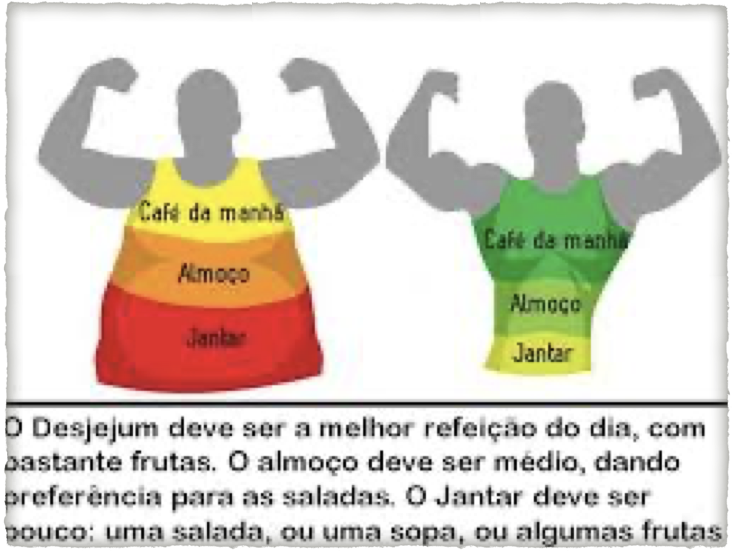 Café da manhã
Almoço
Jantar
Café da manhã
Almoço
Jantar
O Desjejum deve ser a melhor refeição do dia, com
bastante frutas. O almoço deve ser médio, dando
preferência para as saladas. O Jantar deve ser
pouco: uma salada, ou uma sopa, ou algumas frutas